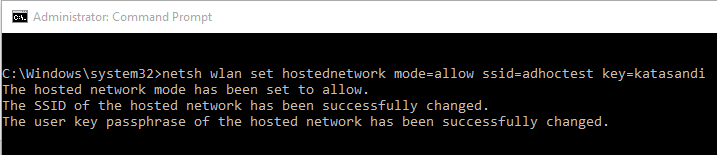 Administrator: Command Prompt
C:\Windows\system32>netsh wlan set hostednetwork mode=allow ssid=adhoctest key=katasandi
The hosted network mode has been set to allow.
The SSID of the hosted network has been successfully changed.
The user key passphrase of the hosted network has been successfully changed.